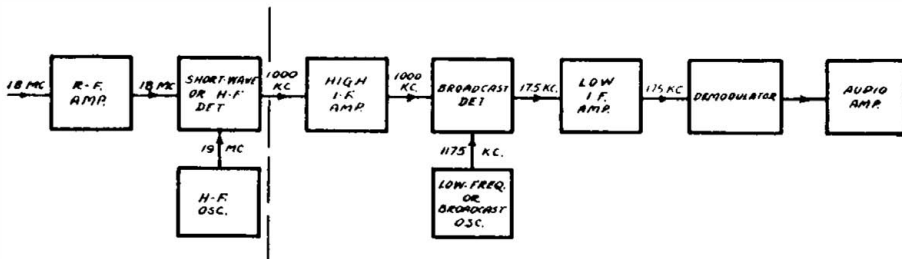 18 MC
R-F.
AMP.
18 MC
SHORT-WAVE
OR H-F
DET
1000
KC.
HIGH
I-F.
AMP.
1000
KC.
BROADCAST
DET
175 KC.
LOW
I F.
AMP.
175 KC
DEMODULATOR
AUDIO
AMP.
19 MC
H-F.
OSC.
1175 KC.
LOW-FREQ.
OR
BROADCAST
OSC.